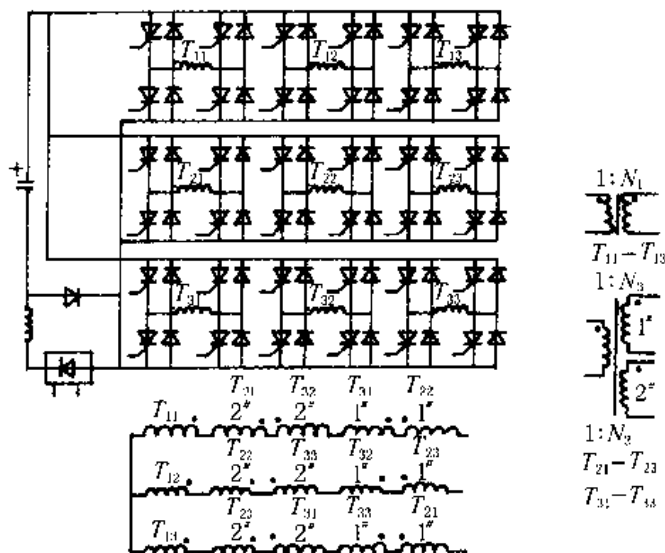 +
T₁₁ T₁₂ T₁₃
T₂₁ T₂₂ T₂₃
T₃₁ T₃₂ T₃₃
1:N₁
T₁₁－T₁₃
1:N₃
1#
2#
1:N₂
T₂₁－T₂₃
T₃₁－T₃₃
T₂₁ T₃₂ T₃₁ T₂₂
T₁₁ 2# 2# 1# 1#
T₂₂ T₃₃ T₃₂ T₂₃
T₁₂ 2# 2# 1# 1#
T₂₃ T₃₁ T₃₃ T₂₁
T₁₃ 2# 2# 1# 1#